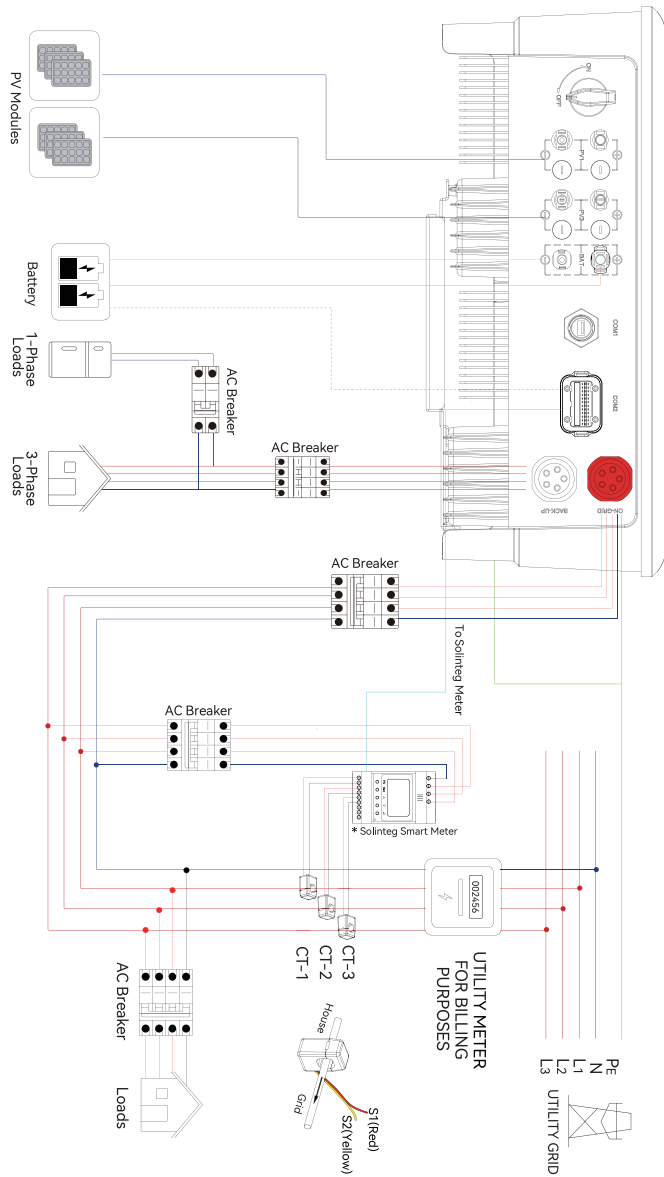 PV Modules
ON
OFF
PV1
PV2
BAT
Battery
COM1
COM2
1-Phase
Loads
AC Breaker
3-Phase
Loads
AC Breaker
BACK-UP
ON-GRID
AC Breaker
To Solinteg Meter
AC Breaker
* Solinteg Smart Meter
002456
UTILITY METER
FOR BILLING
PURPOSES
CT-1
CT-2
CT-3
AC Breaker
Loads
House
Grid
S1(Red)
S2(Yellow)
PE
N
L1
L2
L3
UTILITY GRID